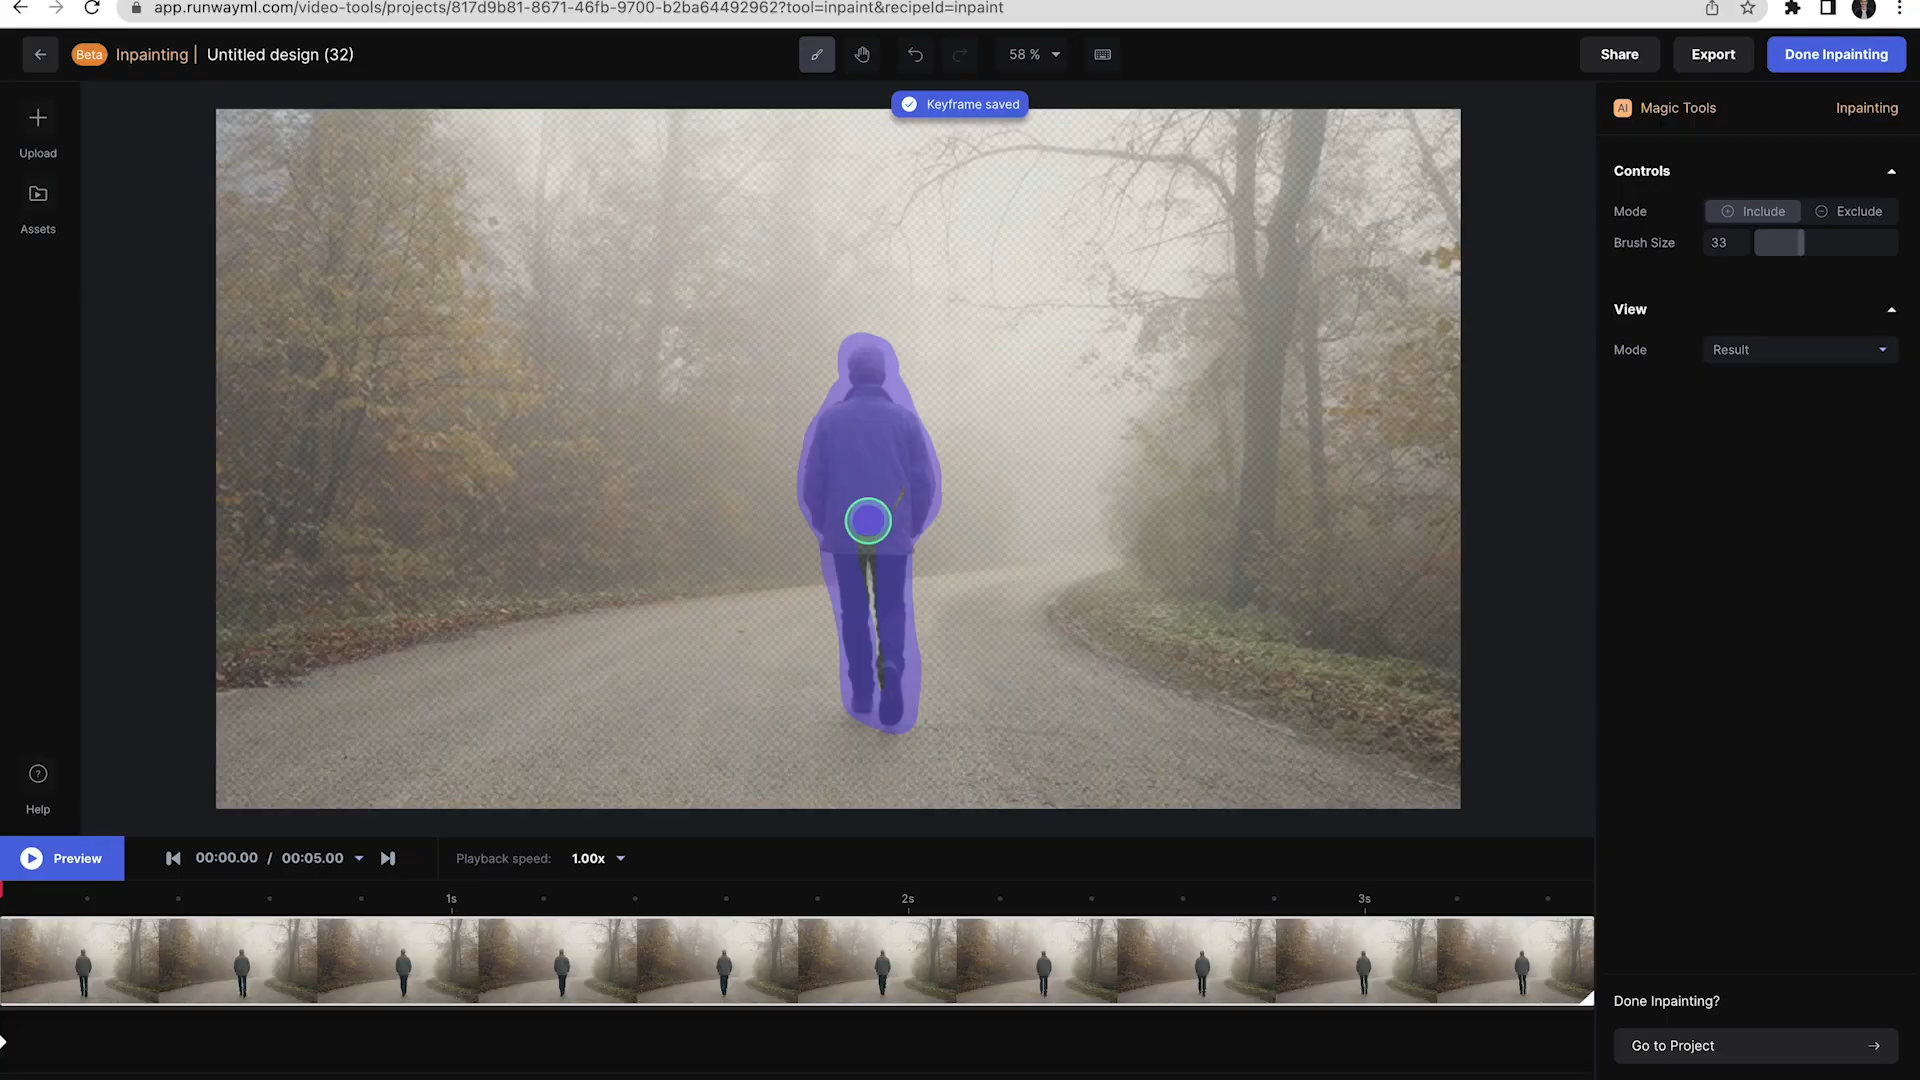 app.runwayml.com/video-tools/projects/817d9b81-8671-46fb-9700-b2ba64492962?tool=inpaint&recipeId=inpaint
Beta Inpainting | Untitled design (32)
58 %
Share
Export
Done Inpainting
Keyframe saved
Upload
Assets
Help
AI Magic Tools
Inpainting
Controls
Mode Include Exclude
Brush Size 33
View
Mode Result
Preview
00:00.00 / 00:05.00
Playback speed: 1.00x
1s 2s 3s
Done Inpainting?
Go to Project